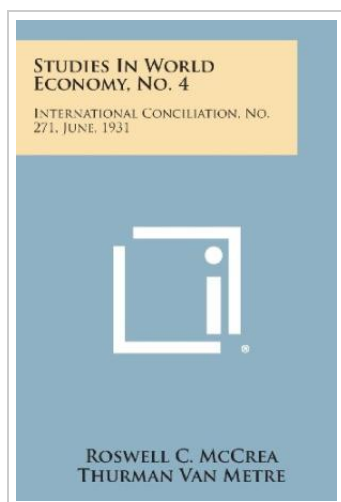 STUDIES IN WORLD
ECONOMY, NO. 4
INTERNATIONAL CONCILIATION, NO.
271, JUNE, 1931
®
ROSWELL C. MCCREA
THURMAN VAN METRE